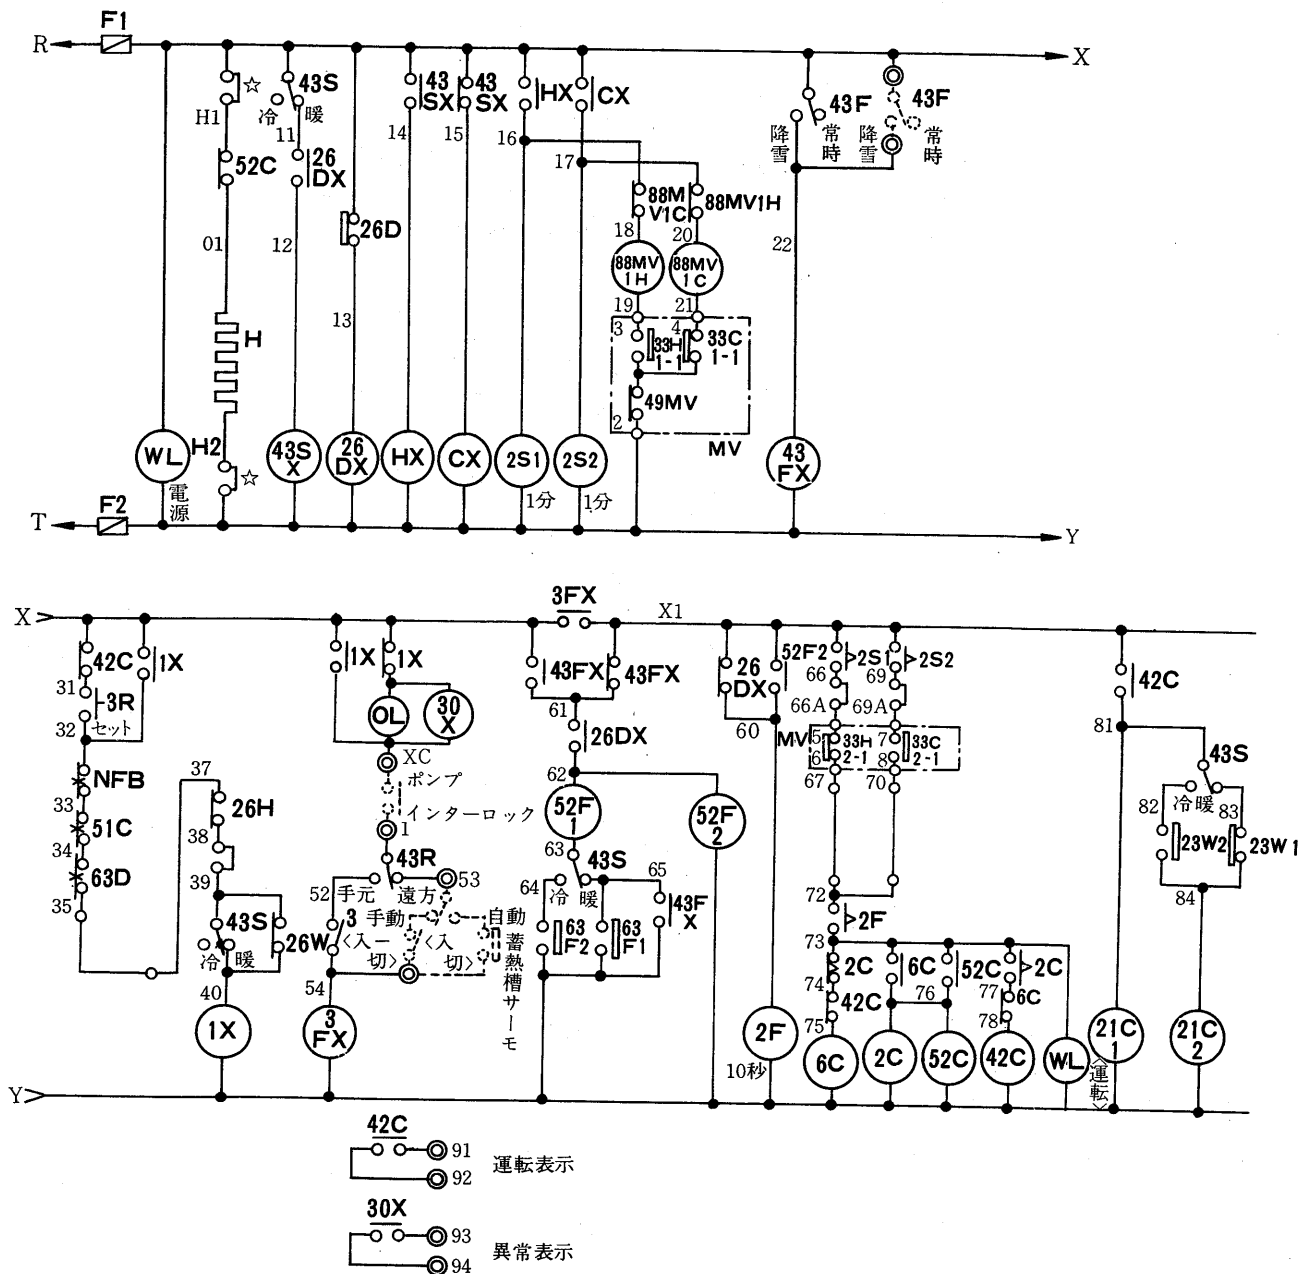 F1
R
X
☆
H1
43S
冷 暖
11
52C
26
DX
01
12
26D
13
H
H2
☆
43
SX
14
43
SX
15
HX
16
CX
17
88M
V1C
18
88MV1H
20
88MV
1H
88MV
1C
19
21
3
4
33H
1-1
33C
1-1
49MV
2
MV
43F
降雪
常時
43F
降雪
常時
22
WL
電源
43S
X
26
DX
HX
CX
2S1
1分
2S2
1分
43
FX
F2
T
Y
X
3FX
X1
42C
1X
31
3R
32
セット
NFB
33
51C
34
63D
35
37
26H
38
39
43S
冷 暖
26W
40
1X
1X
1X
OL
30
X
XC
ポンプ
インターロック
1
43R
52
手元
遠方
53
3
手動
自動
<入ー切>
<入切>
蓄熱槽サーモ
54
3
FX
43FX
43FX
61
26DX
62
52F
1
52F
2
63
43S
64
冷 暖
65
63
F2
63
F1
43F
X
26
DX
52F2
60
2F
10秒
2S1
66
66A
2S2
69
69A
MV
5
33H
6
2-1
7
33C
8
2-1
67
70
72
2F
73
2C
74
42C
75
6C
6C
52C
76
2C
77
6C
78
2C
52C
42C
WL
<運転>
42C
81
43S
82
冷暖
83
23W2
23W1
84
21C
1
21C
2
Y
42C
91
92
運転表示
30X
93
94
異常表示